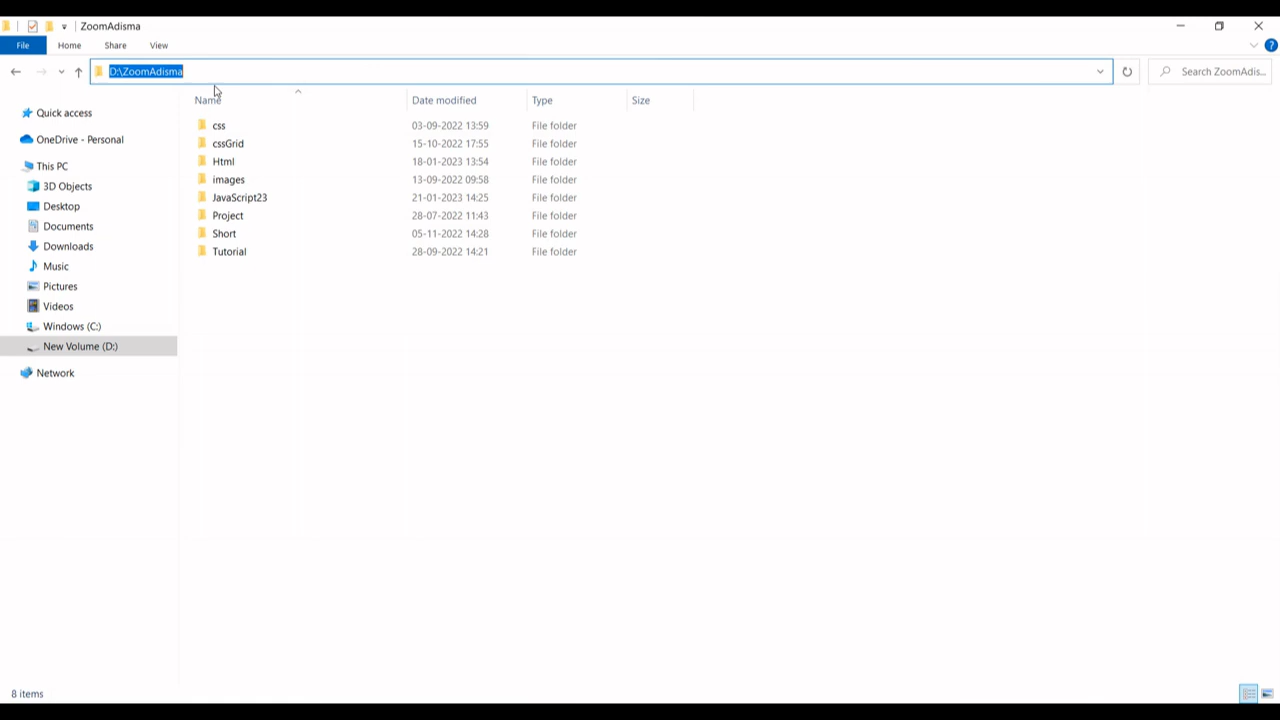 ZoomAdisma
File Home Share View
D:\ZoomAdisma Search ZoomAdis...
Name Date modified Type Size
Quick access
OneDrive - Personal
This PC
3D Objects
Desktop
Documents
Downloads
Music
Pictures
Videos
Windows (C:)
New Volume (D:)
Network
css 03-09-2022 13:59 File folder
cssGrid 15-10-2022 17:55 File folder
Html 18-01-2023 13:54 File folder
images 13-09-2022 09:58 File folder
JavaScript23 21-01-2023 14:25 File folder
Project 28-07-2022 11:43 File folder
Short 05-11-2022 14:28 File folder
Tutorial 28-09-2022 14:21 File folder
8 items